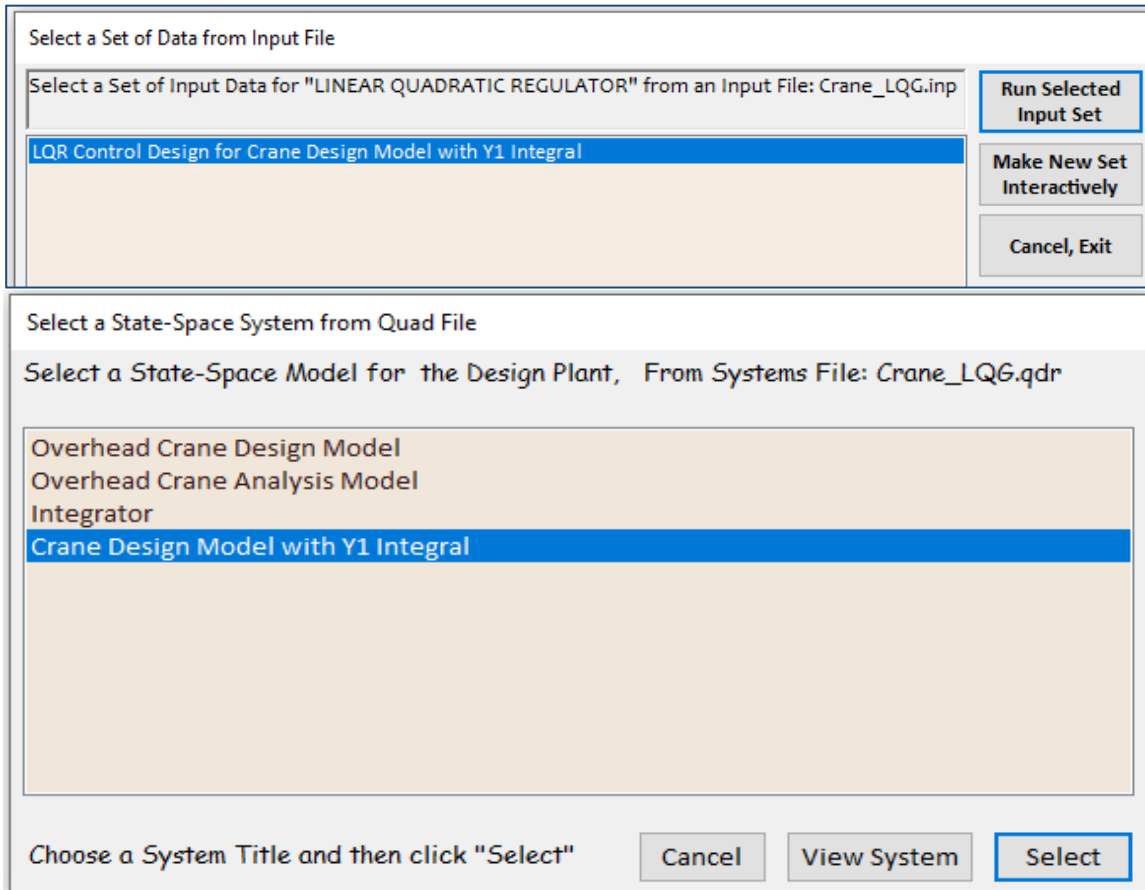 Select a Set of Data from Input File
Select a Set of Input Data for "LINEAR QUADRATIC REGULATOR" from an Input File: Crane_LQG.inp
Run Selected
Input Set
LQR Control Design for Crane Design Model with Y1 Integral
Make New Set
Interactively
Cancel, Exit
Select a State-Space System from Quad File
Select a State-Space Model for the Design Plant, From Systems File: Crane_LQG.qdr
Overhead Crane Design Model
Overhead Crane Analysis Model
Integrator
Crane Design Model with Y1 Integral
Choose a System Title and then click "Select"
Cancel
View System
Select